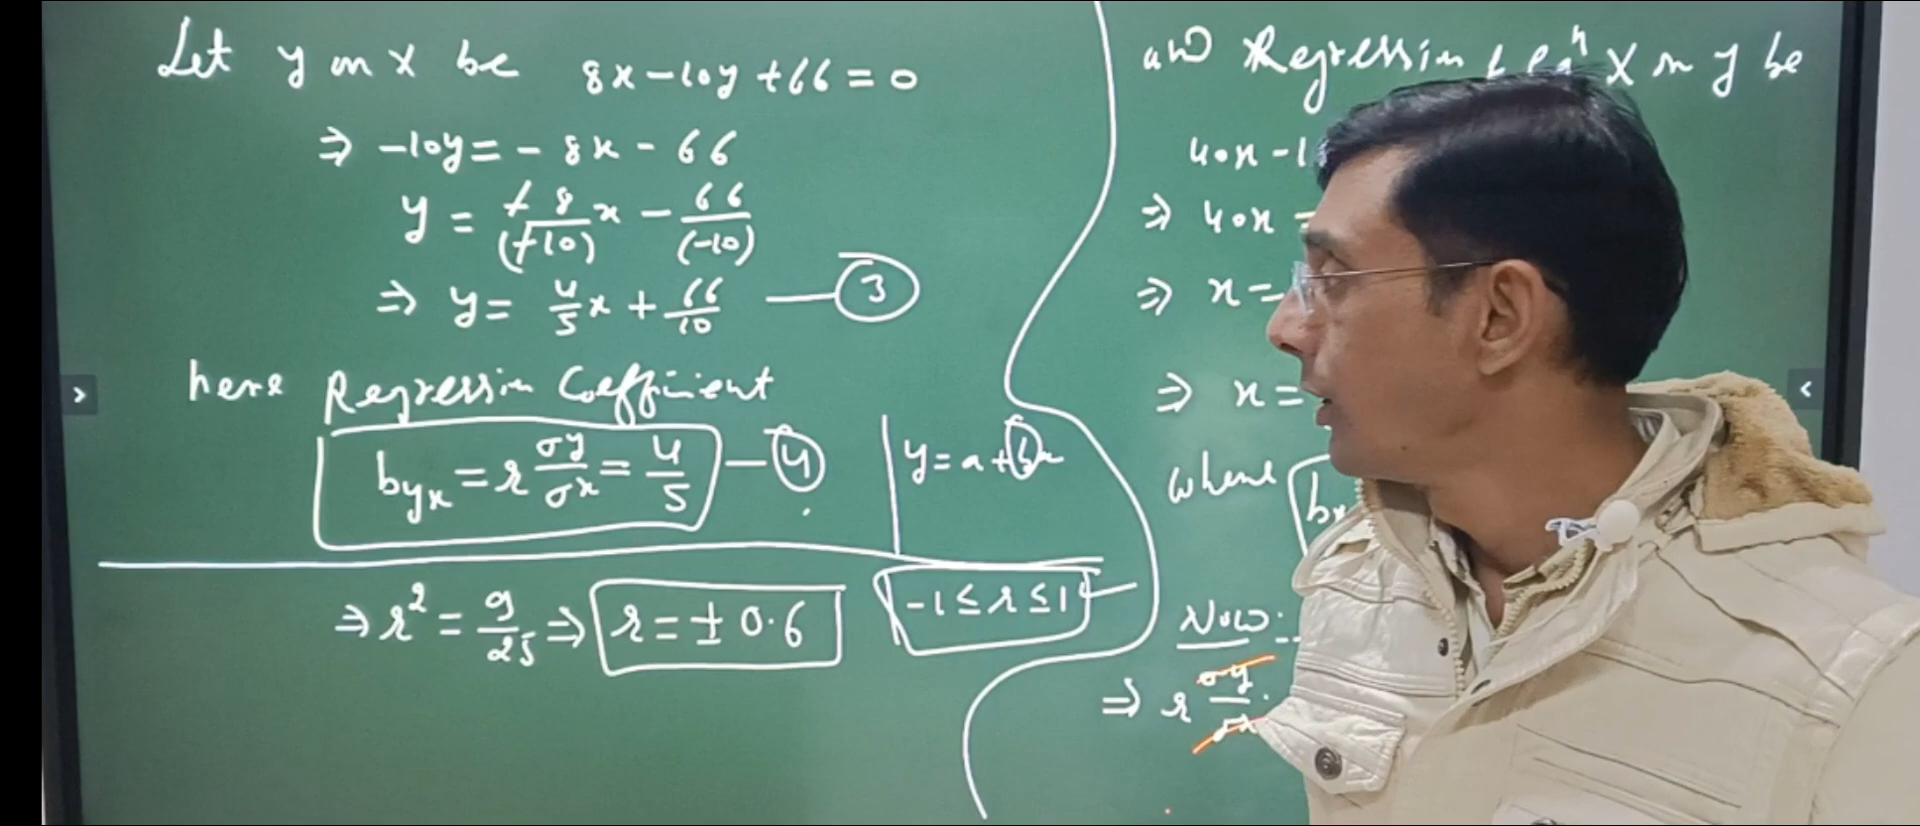 Let y on x be 8x-10y+66=0
⇒ -10y = - 8x - 66
y = -8/(-10) x - 66/(-10)
⇒ y = 4/5 x + 66/10 —③
here Regression Coefficient
byx = r σy/σx = 4/5 —④
y = a+bx
⇒ r² = 9/25 ⇒ r = ± 0.6
-1 ≤ r ≤ 1
and Regression X on y be
40x - 1
⇒ 40x =
⇒ x =
⇒ x =
where bx
Now:-
⇒ r σy/σx .